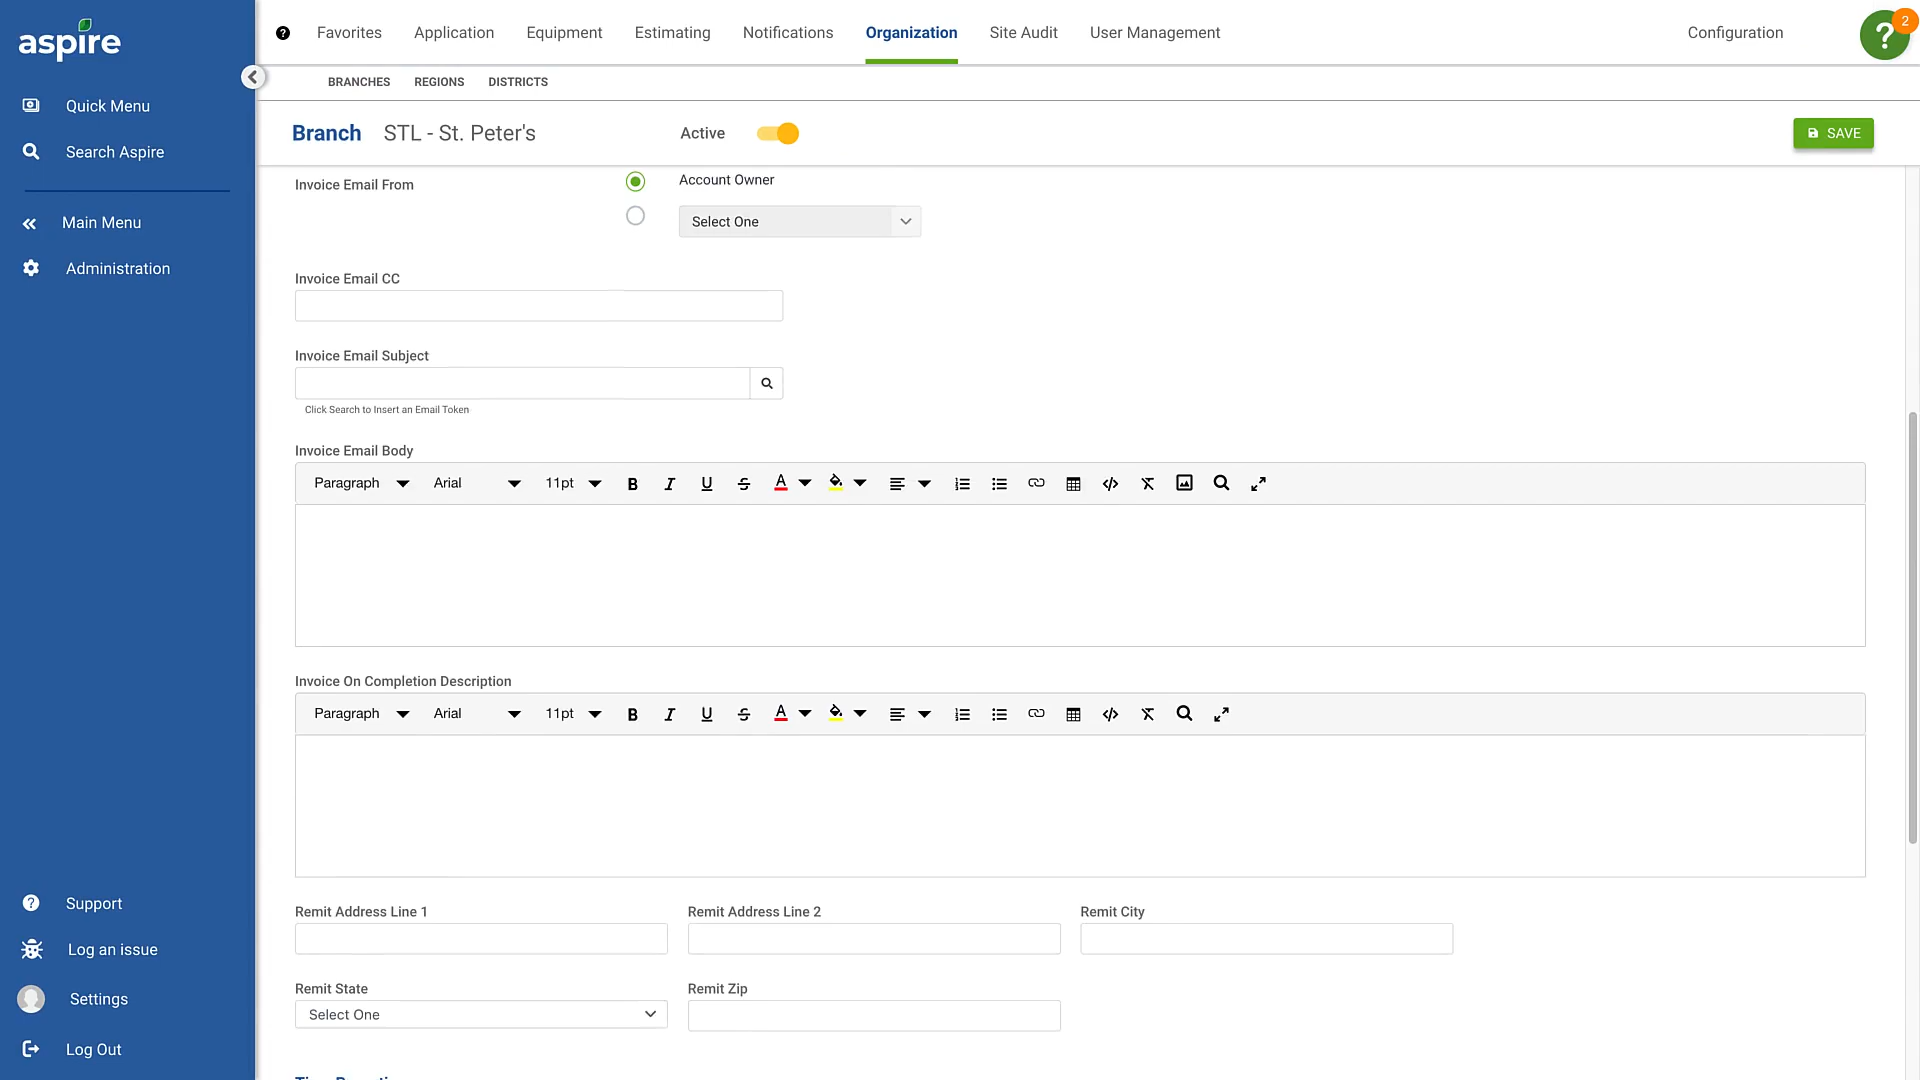 aspire
Quick Menu
Search Aspire
Main Menu
Administration
Support
Log an issue
Settings
Log Out
Favorites Application Equipment Estimating Notifications Organization Site Audit User Management Configuration
2
BRANCHES REGIONS DISTRICTS
Branch STL - St. Peter's Active SAVE
Invoice Email From
Account Owner
Select One
Invoice Email CC
Invoice Email Subject
Click Search to Insert an Email Token
Invoice Email Body
Paragraph Arial 11pt
Invoice On Completion Description
Paragraph Arial 11pt
Remit Address Line 1 Remit Address Line 2 Remit City
Remit State Remit Zip
Select One